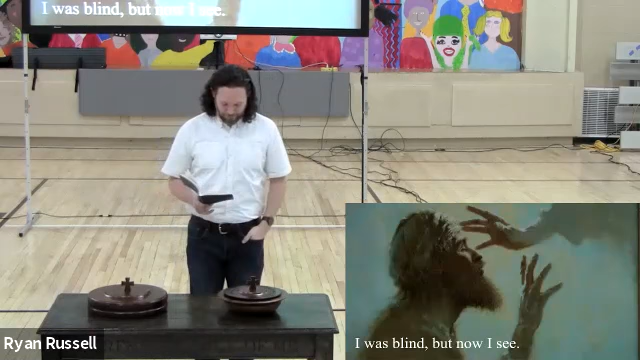 I was blind, but now I see.
Ryan Russell
I was blind, but now I see.